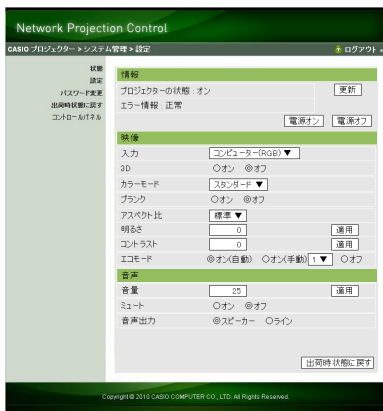 Network Projection Control
CASIO プロジェクター > システム管理 > 設定 ログアウト
状態
設定
パスワード変更
出荷時状態に戻す
コントロールパネル
情報
プロジェクターの状態 : オン 更新
エラー情報 : 正常
電源オン 電源オフ
映像
入力 コンピューター(RGB) ▼
3D ○オン ◎オフ
カラーモード スタンダード ▼
ブランク ○オン ◎オフ
アスペクト比 標準 ▼
明るさ 0 適用
コントラスト 0 適用
エコモード ◎オン(自動) ○オン(手動) 1 ▼ ○オフ
音声
音量 25 適用
ミュート ○オン ◎オフ
音声出力 ◎スピーカー ○ライン
出荷時状態に戻す
Copyright © 2010 CASIO COMPUTER CO., LTD. All Rights Reserved.